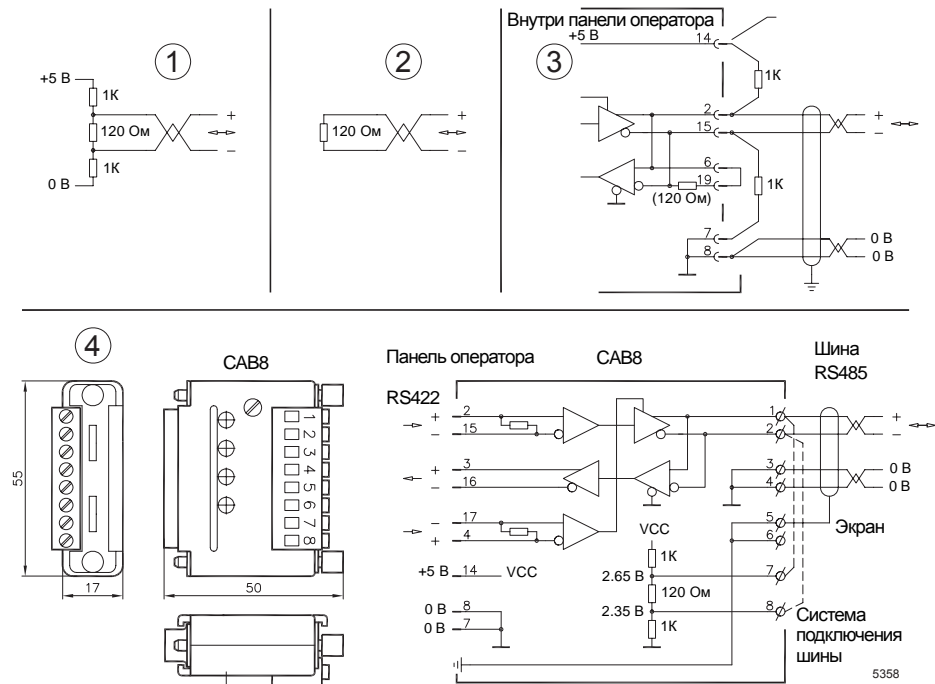 1
+5 В
1К
120 Ом
1К
0 В
+
−
2
120 Ом
+
−
Внутри панели оператора
+5 В
14
3
1К
2
15
+
−
6
19
(120 Ом)
1К
7
8
0 В
0 В
4
CAB8
55
17
50
1
2
3
4
5
6
7
8
Панель оператора
CAB8
Шина
RS485
RS422
+ 2
− 15
+ 3
− 16
− 17
+ 4
+5 В 14 VCC
0 В 8
0 В 7
1
2
+
−
3
4
0 В
0 В
5
6
Экран
VCC
1К
2.65 В
7
120 Ом
2.35 В
8
1К
Система
подключения
шины
5358